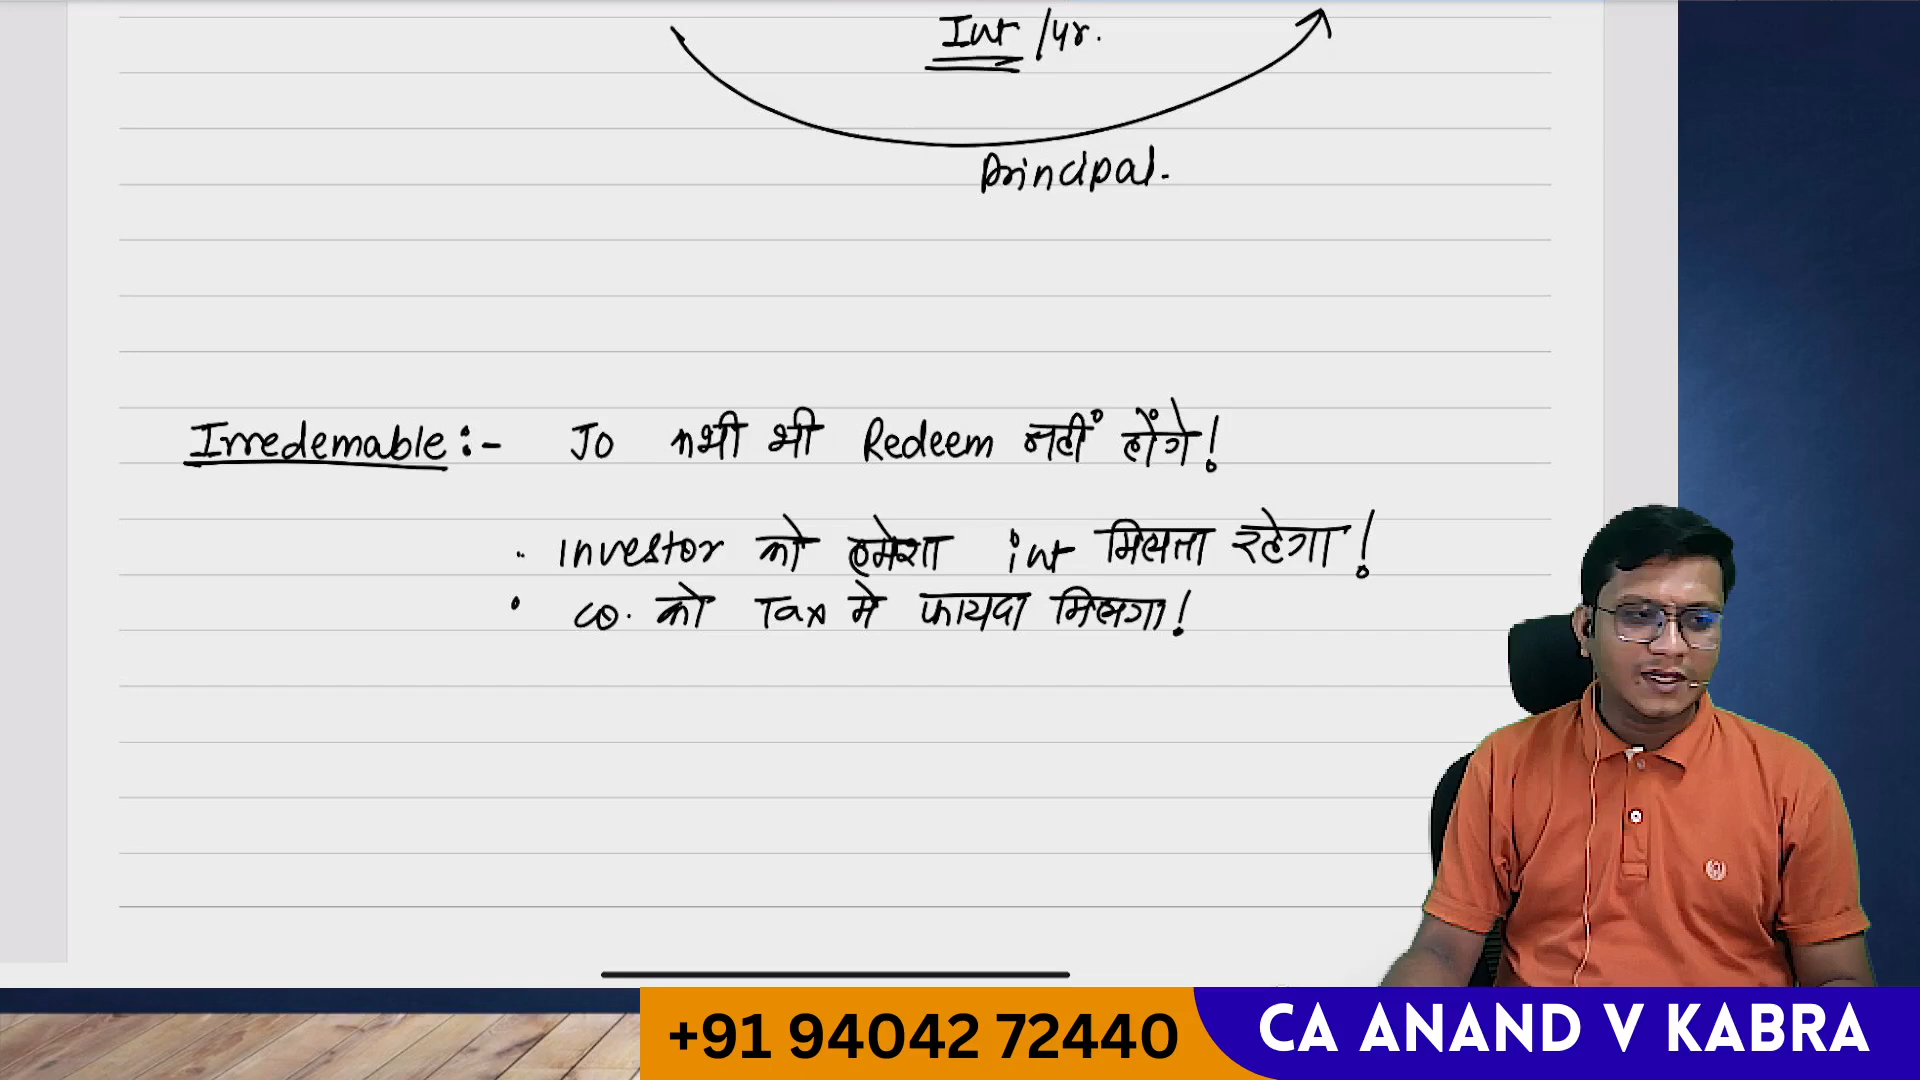 Int /yr.
Principal.
Irredemable :- Jo कभी भी Redeem नहीं होंगे!
· investor को हमेशा int मिलता रहेगा!
· co. को Tax मे फायदा मिलेगा!
+91 94042 72440
CA ANAND V KABRA